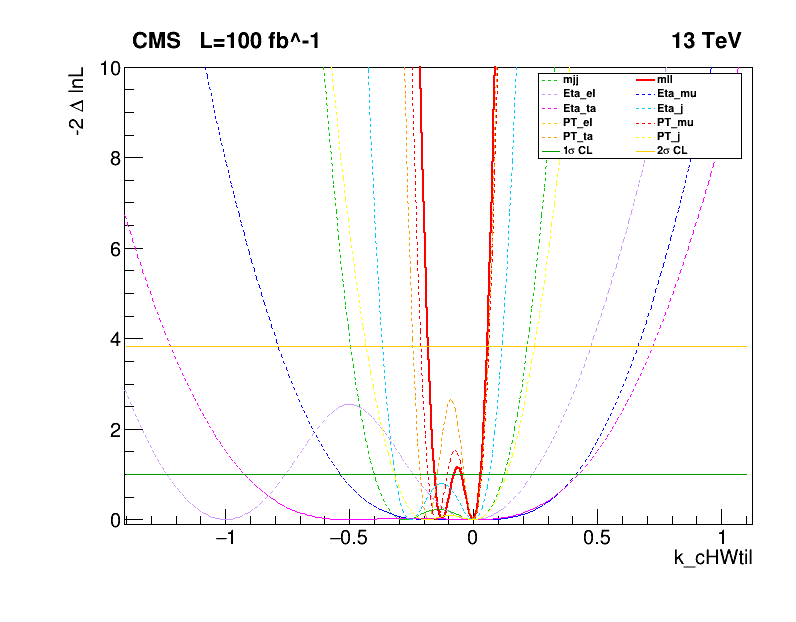 CMS L=100 fb^-1 13 TeV
-2 Δ lnL
10
8
6
4
2
0
mjj mll
Eta_el Eta_mu
Eta_ta Eta_j
PT_el PT_mu
PT_ta PT_j
1σ CL 2σ CL
−1 −0.5 0 0.5 1
k_cHWtil